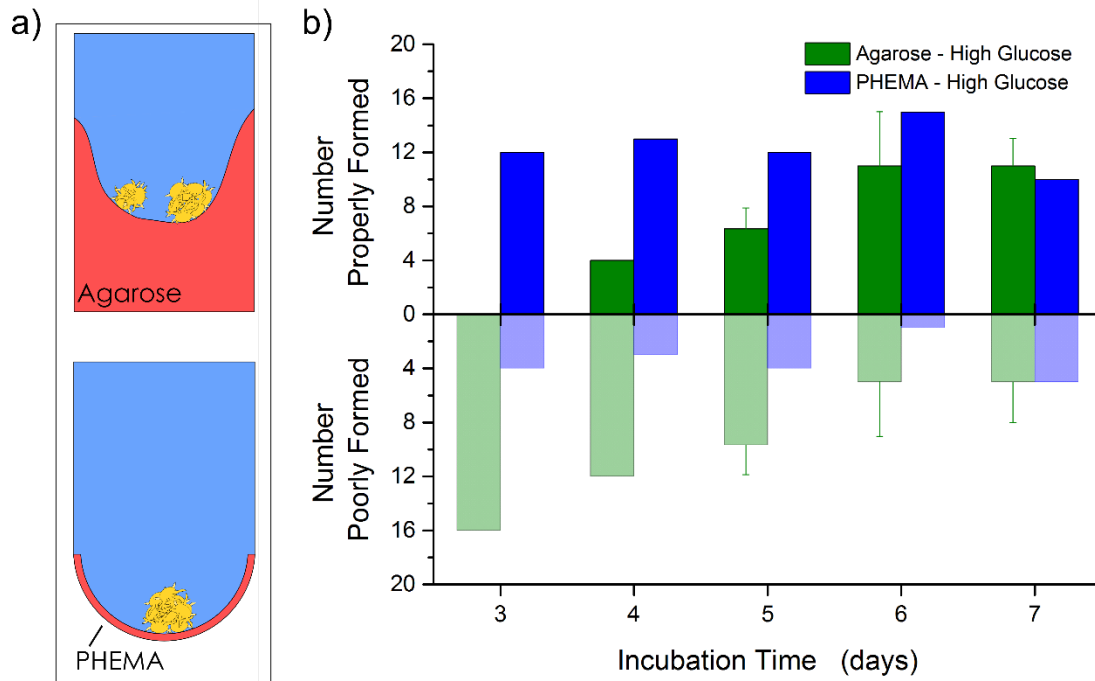 a)
Agarose
PHEMA
b)
20
16
12
8
4
0
4
8
12
16
20
Number
Properly Formed
Number
Poorly Formed
Agarose - High Glucose
PHEMA - High Glucose
3 4 5 6 7
Incubation Time (days)